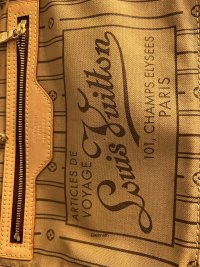 ARTICLES DE
VOYAGE
Louis Vuitton
101, CHAMPS ELYSEES
PARIS